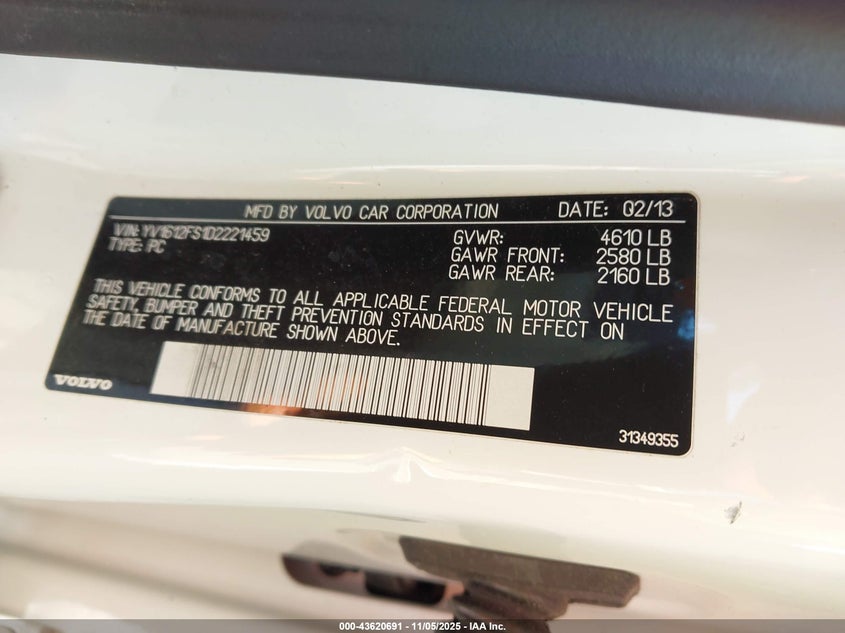 MFD BY VOLVO CAR CORPORATION DATE: 02/13
VIN: YV1612FS1D2221459 GVWR: 4610 LB
TYPE: PC GAWR FRONT: 2580 LB
GAWR REAR: 2160 LB
THIS VEHICLE CONFORMS TO ALL APPLICABLE FEDERAL MOTOR VEHICLE
SAFETY, BUMPER AND THEFT PREVENTION STANDARDS IN EFFECT ON
THE DATE OF MANUFACTURE SHOWN ABOVE.
VOLVO
31349355
000-43620691 - 11/05/2025 - IAA Inc.